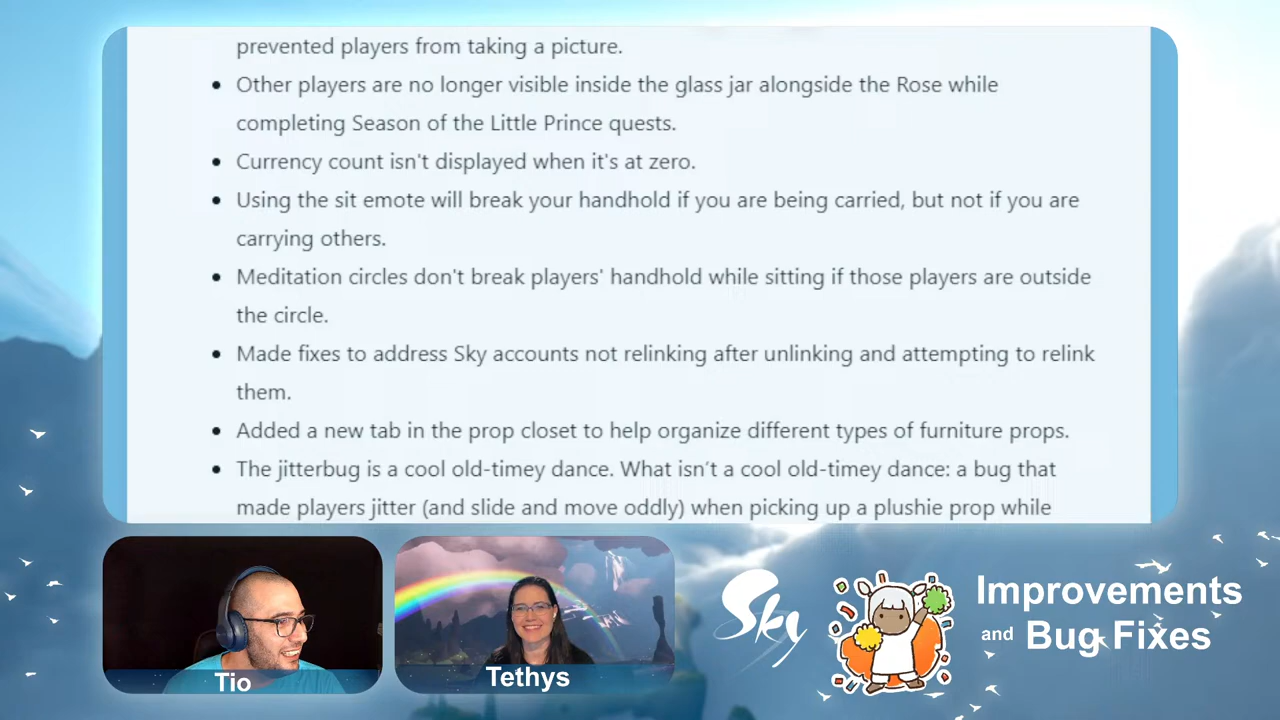 prevented players from taking a picture.
• Other players are no longer visible inside the glass jar alongside the Rose while
completing Season of the Little Prince quests.
• Currency count isn't displayed when it's at zero.
• Using the sit emote will break your handhold if you are being carried, but not if you are
carrying others.
• Meditation circles don't break players' handhold while sitting if those players are outside
the circle.
• Made fixes to address Sky accounts not relinking after unlinking and attempting to relink
them.
• Added a new tab in the prop closet to help organize different types of furniture props.
• The jitterbug is a cool old-timey dance. What isn’t a cool old-timey dance: a bug that
made players jitter (and slide and move oddly) when picking up a plushie prop while
Tio
Tethys
Sky
Improvements
and Bug Fixes